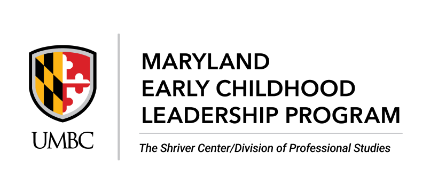 MARYLAND
EARLY CHILDHOOD
LEADERSHIP PROGRAM
UMBC
The Shriver Center/Division of Professional Studies